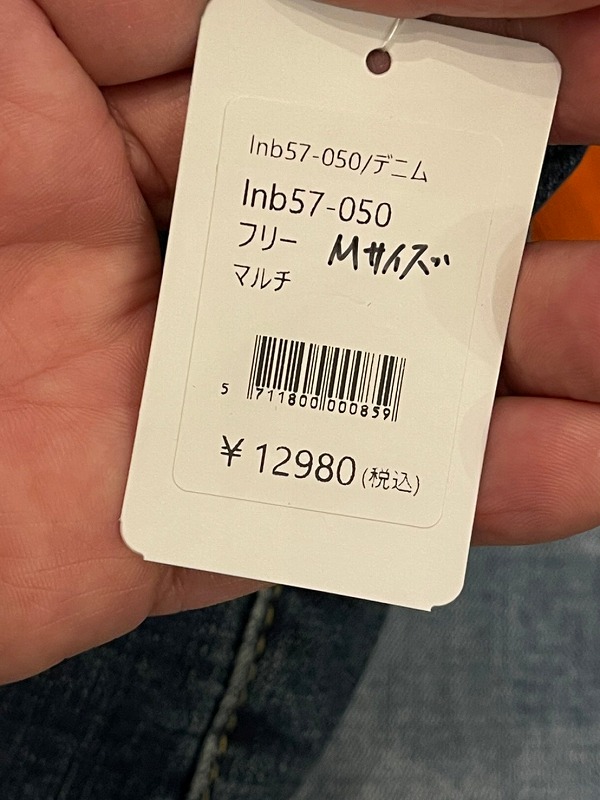 lnb57-050/デニム
lnb57-050
フリー Mサイズ
マルチ
5 711800 000859
¥12980(税込)